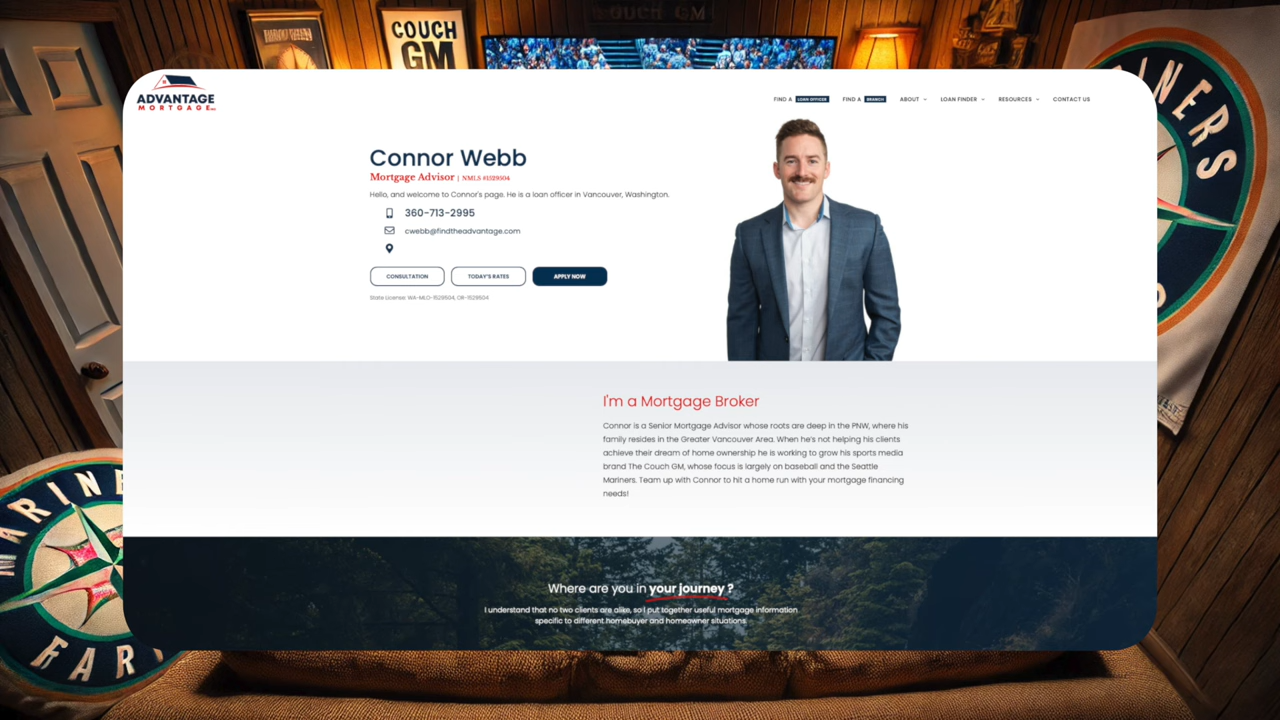 COUCH GM
COUCH
GM
ADVANTAGE
MORTGAGE
FIND A LOAN OFFICER
FIND A BRANCH
ABOUT
LOAN FINDER
RESOURCES
CONTACT US
Connor Webb
Mortgage Advisor | NMLS #1529504
Hello, and welcome to Connor's page. He is a loan officer in Vancouver, Washington.
360-713-2995
cwebb@findtheadvantage.com
CONSULTATION
TODAY'S RATES
APPLY NOW
State License: WA-MLO-1529504, OR-1529504
I'm a Mortgage Broker
Connor is a Senior Mortgage Advisor whose roots are deep in the PNW, where his
family resides in the Greater Vancouver Area. When he's not helping his clients
achieve their dream of home ownership he is working to grow his sports media
brand The Couch GM, whose focus is largely on baseball and the Seattle
Mariners. Team up with Connor to hit a home run with your mortgage financing
needs!
Where are you in your journey ?
I understand that no two clients are alike, so I put together useful mortgage information
specific to different homebuyer and homeowner situations
INERS
MARINE
FAR